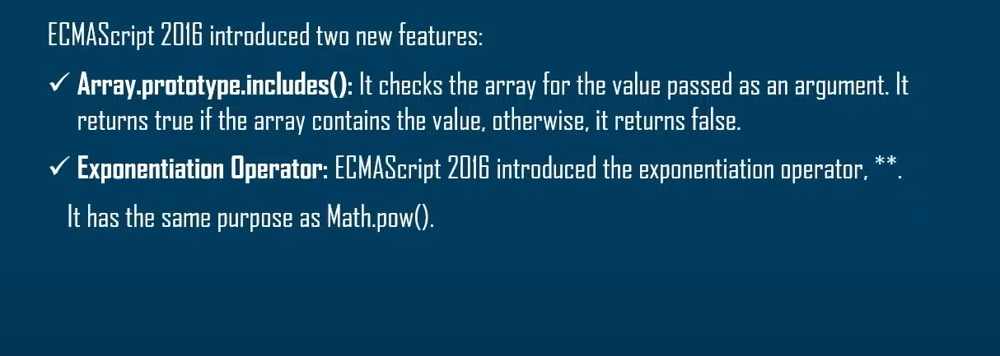 ECMAScript 2016 introduced two new features:
✓ Array.prototype.includes(): It checks the array for the value passed as an argument. It
returns true if the array contains the value, otherwise, it returns false.
✓ Exponentiation Operator: ECMAScript 2016 introduced the exponentiation operator, **.
It has the same purpose as Math.pow().